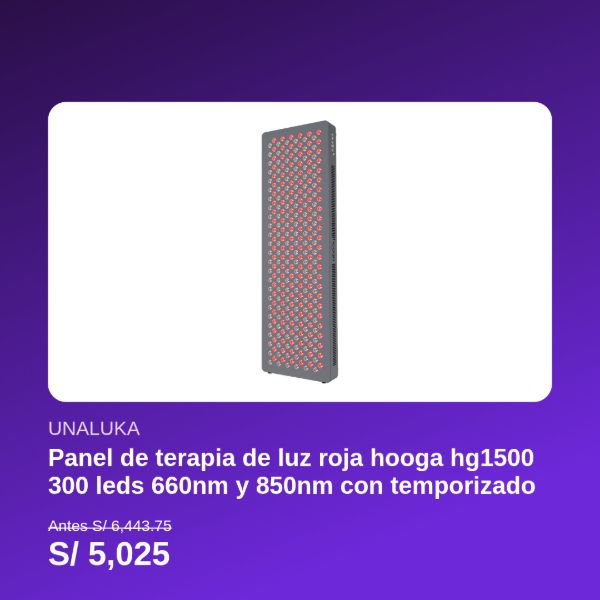 UNALUKA
Panel de terapia de luz roja hooga hg1500
300 leds 660nm y 850nm con temporizado
Antes S/ 6,443.75
S/ 5,025